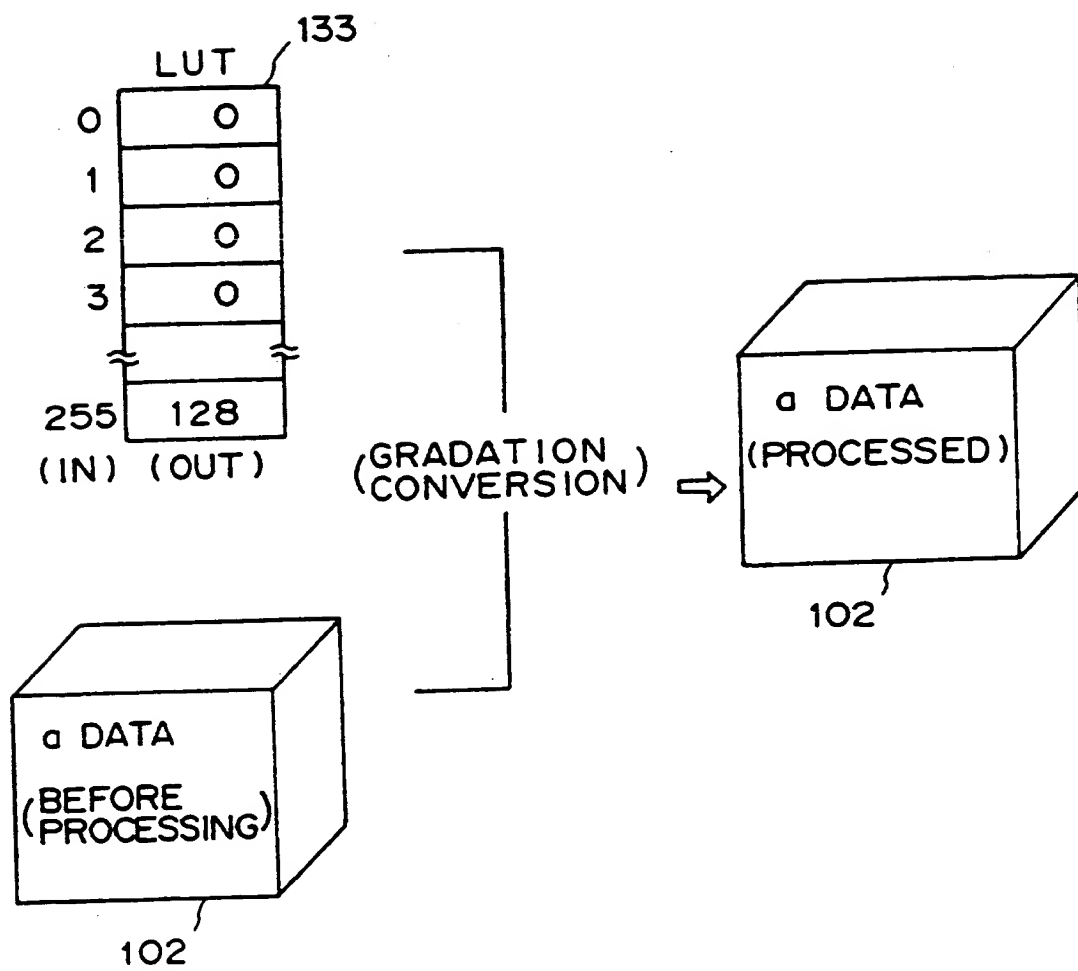 133
LUT
0 0
1 0
2 0
3 0
255 128
(IN) (OUT)
(GRADATION
CONVERSION)
a DATA
(PROCESSED)
102
a DATA
(BEFORE
PROCESSING)
102